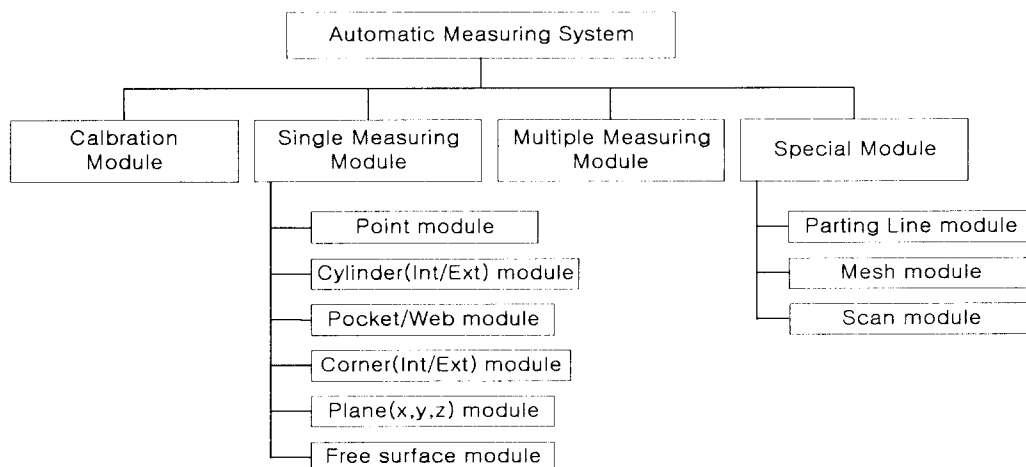 Automatic Measuring System
Calbration
Module
Single Measuring
Module
Multiple Measuring
Module
Special Module
Point module
Cylinder(Int/Ext) module
Pocket/Web module
Corner(Int/Ext) module
Plane(x,y,z) module
Free surface module
Parting Line module
Mesh module
Scan module